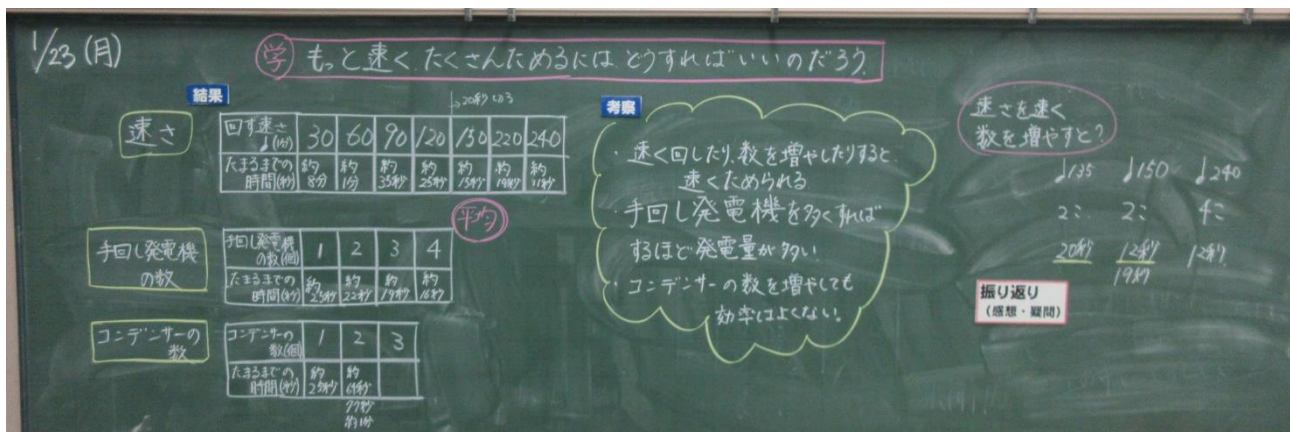 1/23(月)
学 もっと速く、たくさんためるには どうすればいいのだろう。
結果
→20秒切る
速さ
回す速さ ♩(1分) 30 60 90 120 150 220 240
たまるまでの時間(秒) 約8分 約1分 約35秒 約25秒 約15秒 約19秒 約11秒
平均
手回し発電機の数
手回し発電機の数(個) 1 2 3 4
たまるまでの時間(秒) 約25秒 約22秒 約19秒 約16秒
コンデンサーの数
コンデンサーの数(個) 1 2 3
たまるまでの時間(秒) 約25秒 約69秒
77秒
約1分
考察
・速く回したり、数を増やしたりすると、
速くためられる
・手回し発電機を多くすれば
するほど発電量が多い
・コンデンサーの数を増やしても
効率はよくない。
速さを速く
数を増やすと?
♩135 ♩150 ♩240
2こ 2こ 4こ
20秒 12秒 12秒
19秒
振り返り
(感想・疑問)